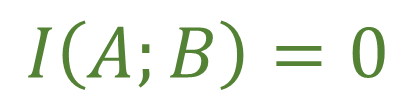 I(A; B) = 0